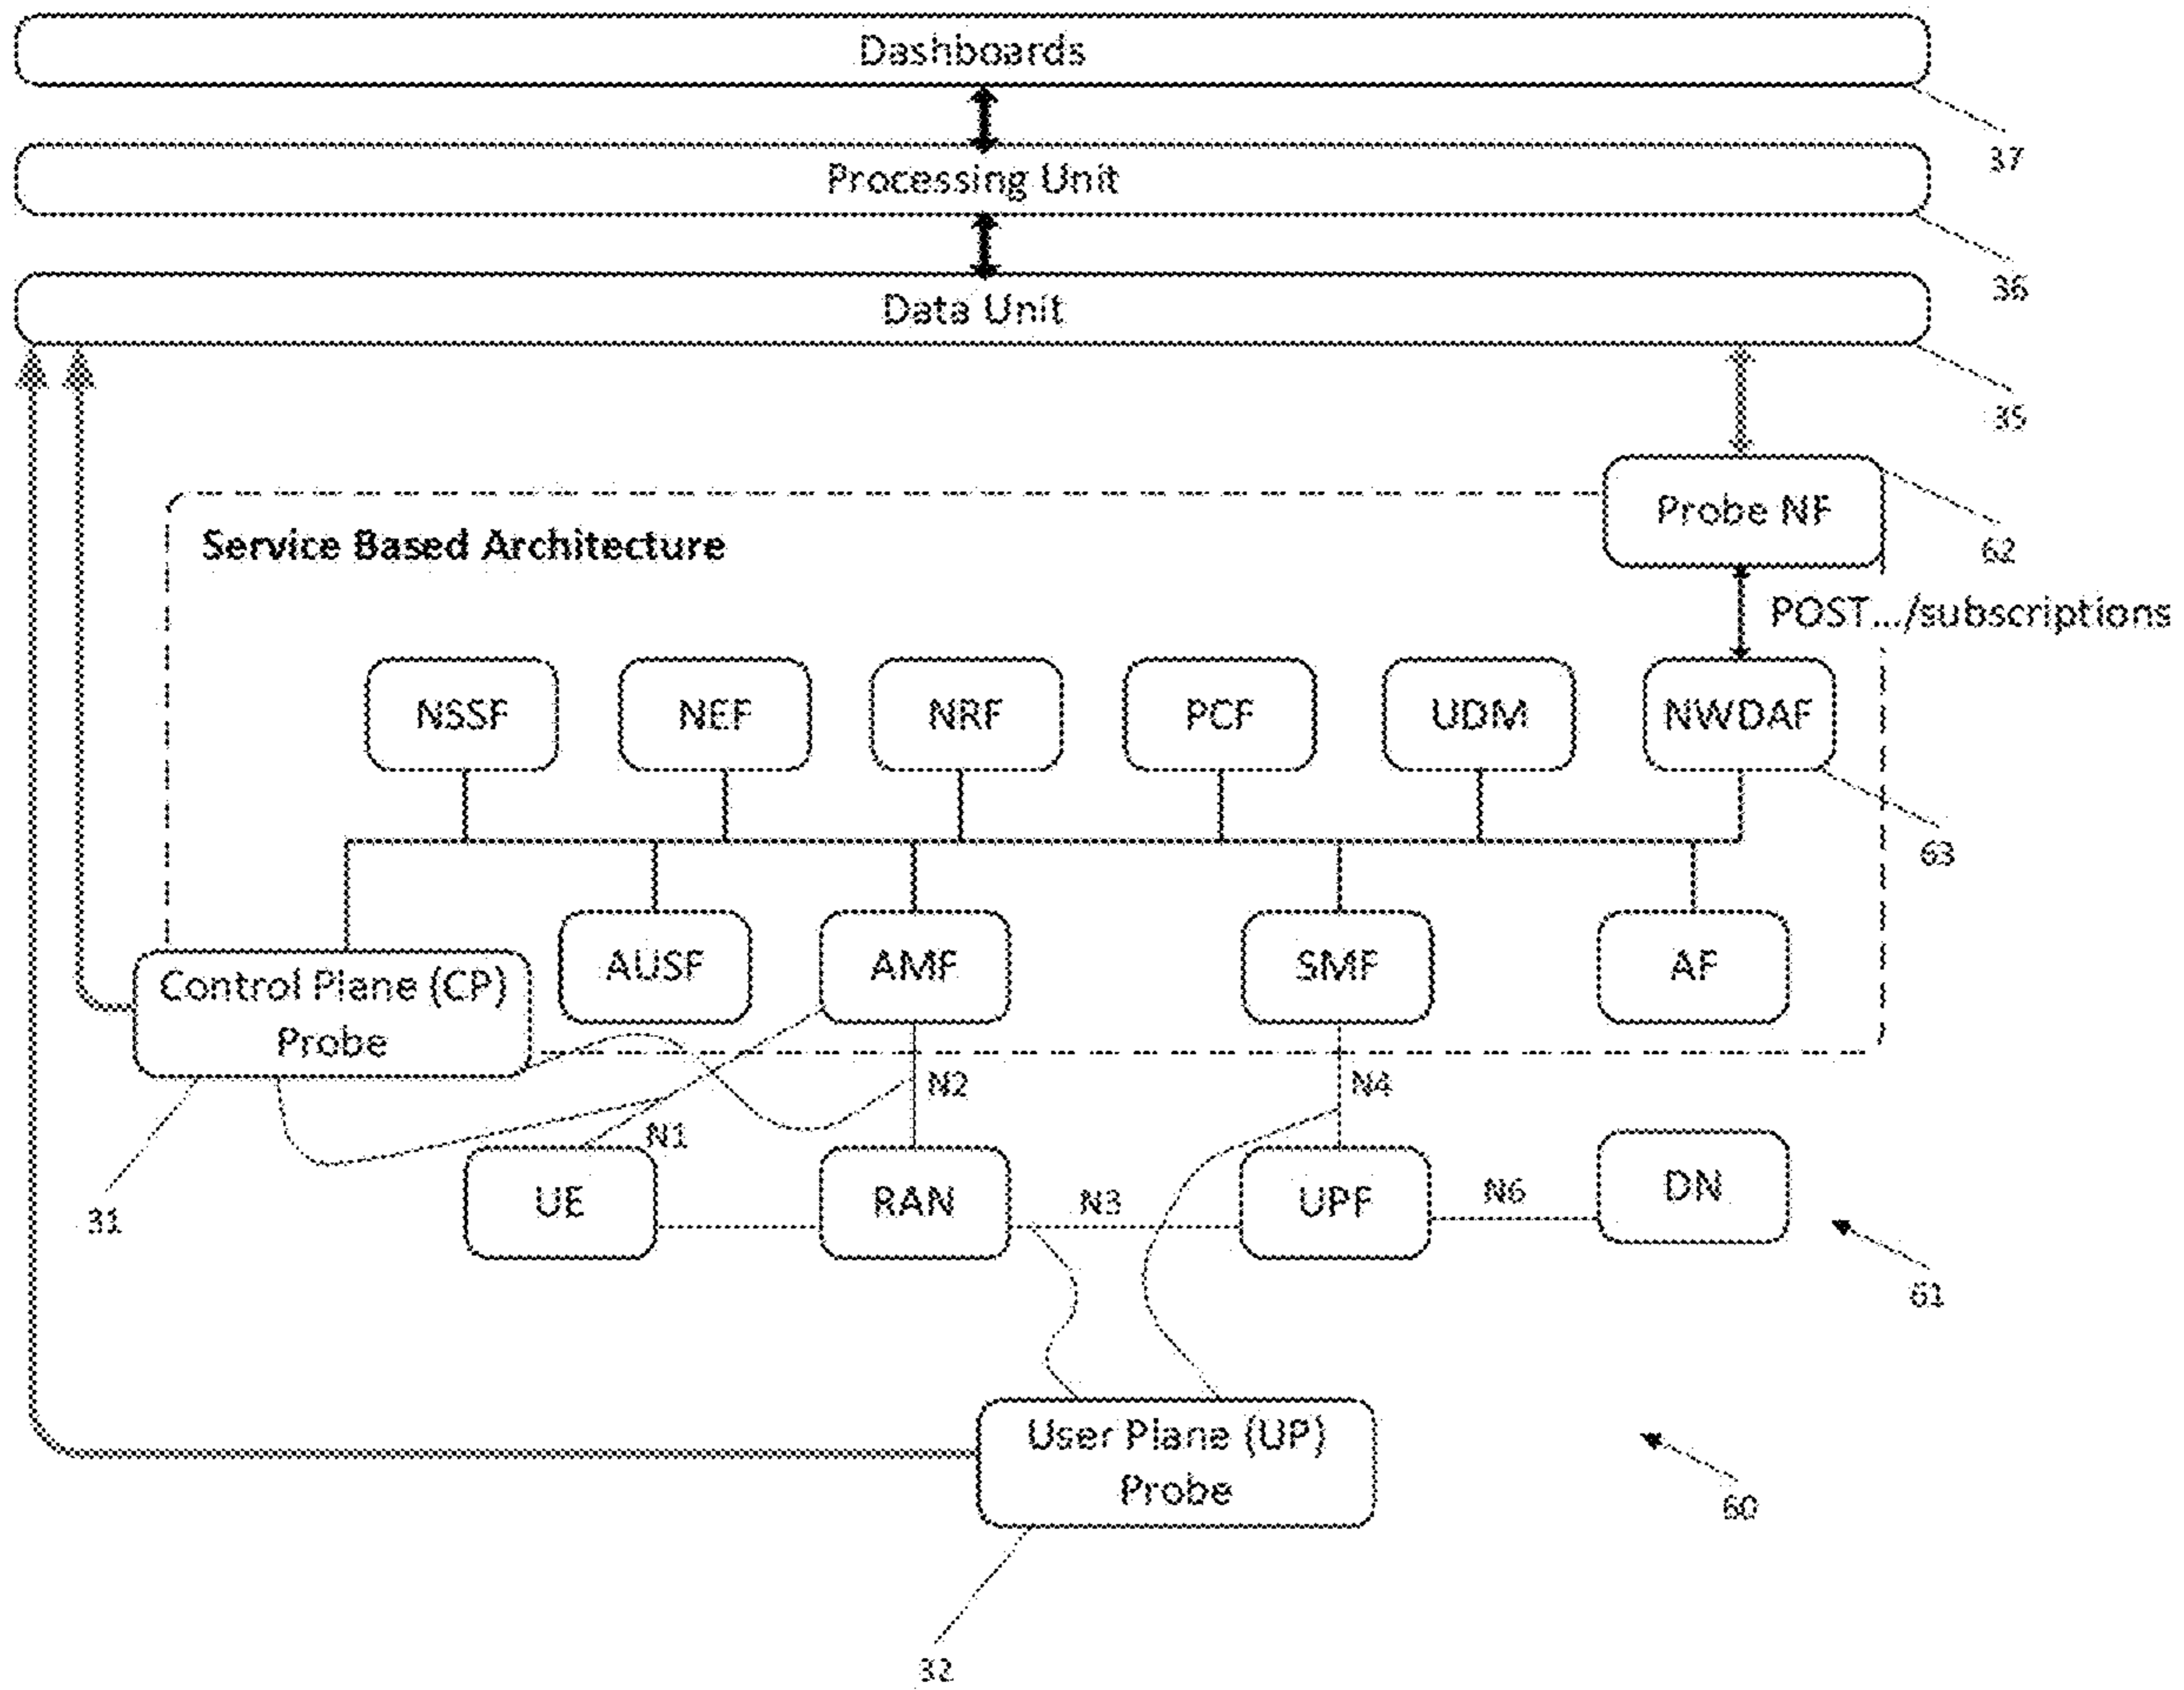 Dashboards
37
Processing Unit
36
Data Unit
35
Probe NF
62
Service Based Architecture
POST.../subscriptions
NSSF
NEF
NRF
PCF
UDM
NWDAF
63
Control Plane (CP)
Probe
AUSF
AMF
SMF
AF
N2
N4
N1
31
UE
RAN
N3
UPF
N6
DN
61
User Plane (UP)
Probe
60
32